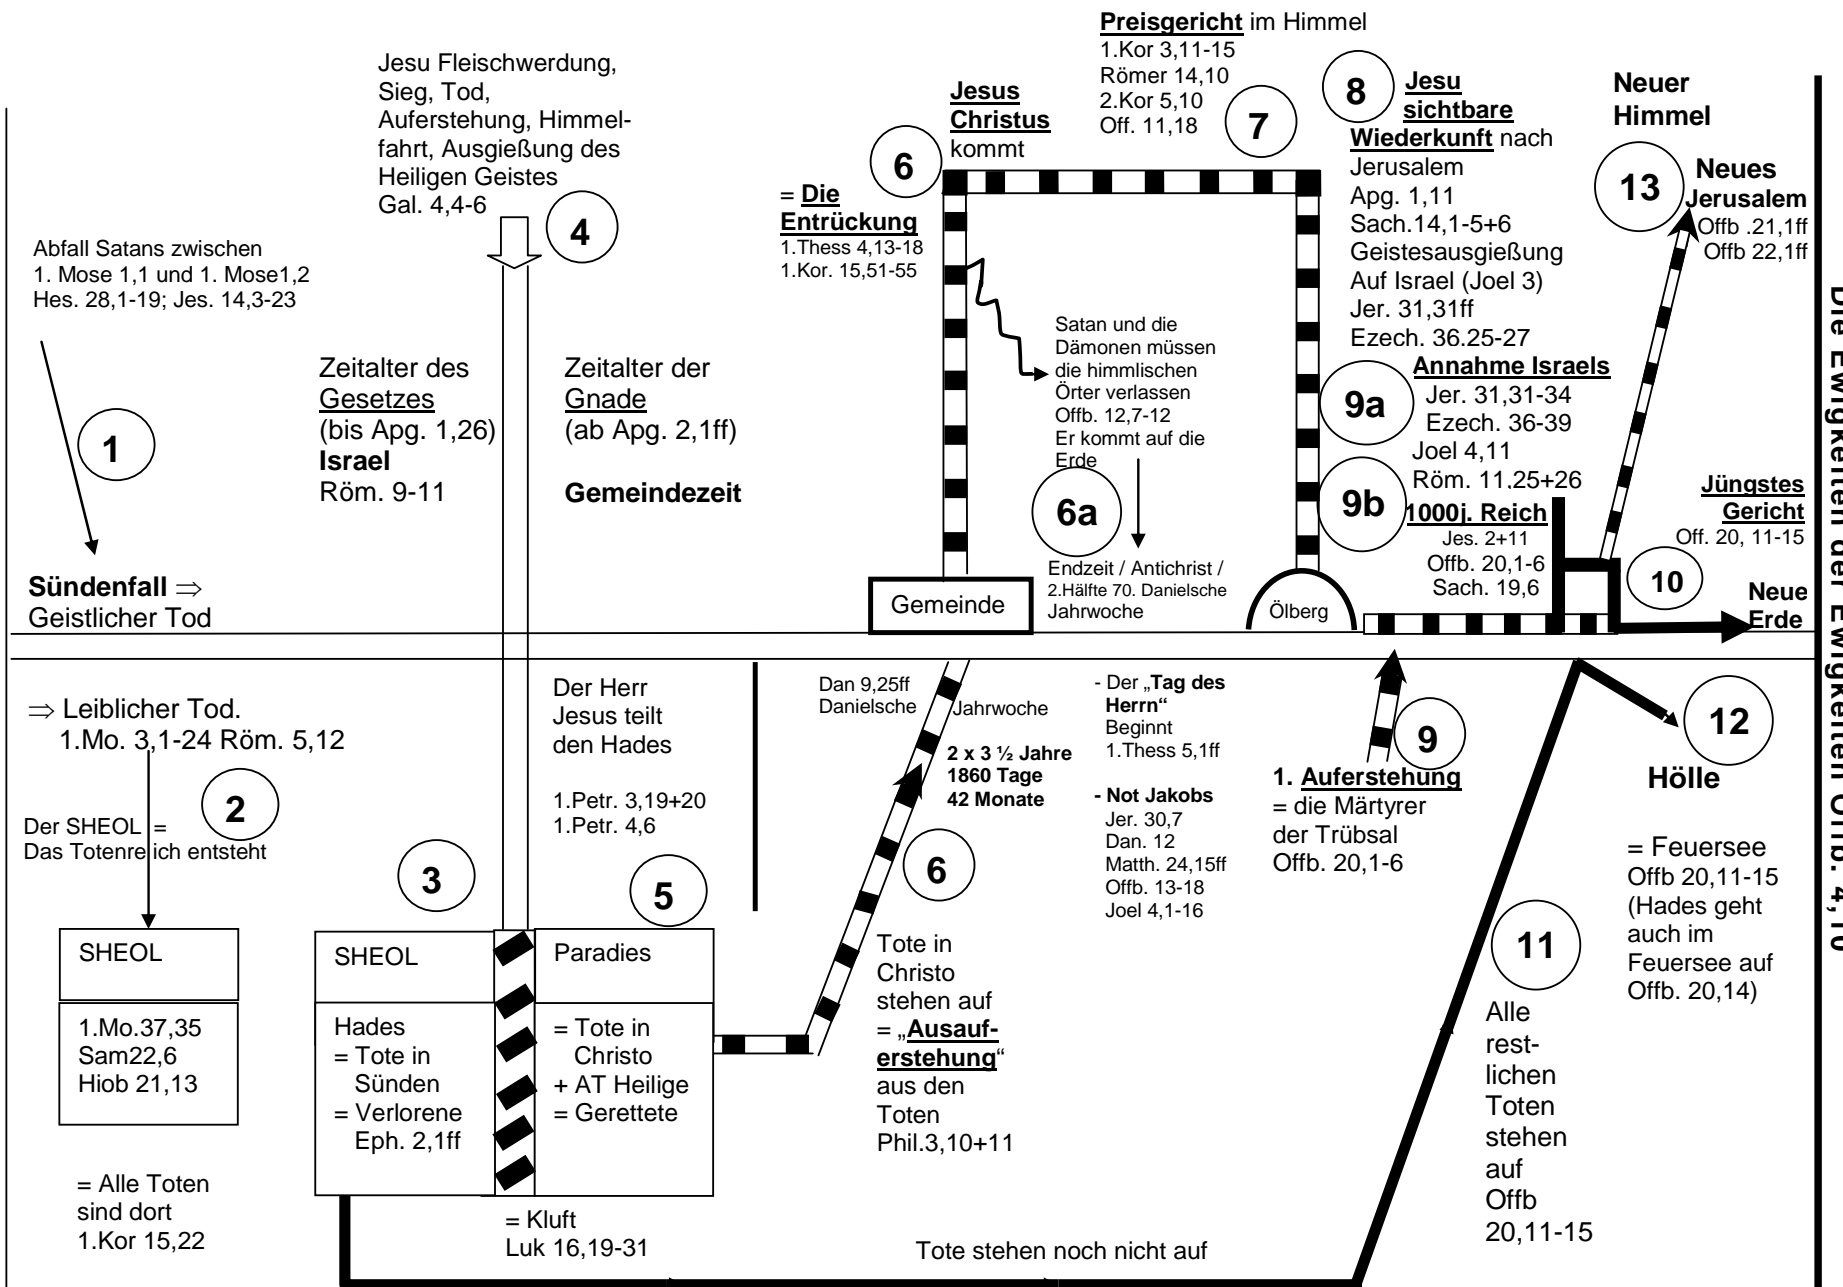 Preisgericht im Himmel
1.Kor 3,11-15
Römer 14,10
2.Kor 5,10
Off. 11,18
7
Jesu Fleischwerdung,
Sieg, Tod,
Auferstehung, Himmel-
fahrt, Ausgießung des
Heiligen Geistes
Gal. 4,4-6
4
Jesus
Christus
kommt
6
= Die
Entrückung
1.Thess 4,13-18
1.Kor. 15,51-55
8
Jesu
sichtbare
Wiederkunft nach
Jerusalem
Apg. 1,11
Sach.14,1-5+6
Geistesausgießung
Auf Israel (Joel 3)
Jer. 31,31ff
Ezech. 36.25-27
Neuer
Himmel
13
Neues
Jerusalem
Offb .21,1ff
Offb 22,1ff
Abfall Satans zwischen
1. Mose 1,1 und 1. Mose1,2
Hes. 28,1-19; Jes. 14,3-23
1
Zeitalter des
Gesetzes
(bis Apg. 1,26)
Israel
Röm. 9-11
Zeitalter der
Gnade
(ab Apg. 2,1ff)
Gemeindezeit
Satan und die
Dämonen müssen
die himmlischen
Örter verlassen
Offb. 12,7-12
Er kommt auf die
Erde
6a
Endzeit / Antichrist /
2.Hälfte 70. Danielsche
Jahrwoche
9a
Annahme Israels
Jer. 31,31-34
Ezech. 36-39
Joel 4,11
Röm. 11,25+26
9b
1000j. Reich
Jes. 2+11
Offb. 20,1-6
Sach. 19,6
Jüngstes
Gericht
Off. 20, 11-15
10
Neue
Erde
Sündenfall ⇒
Geistlicher Tod
Gemeinde
Ölberg
⇒ Leiblicher Tod.
1.Mo. 3,1-24 Röm. 5,12
2
Der SHEOL =
Das Totenreich entsteht
SHEOL
1.Mo.37,35
Sam22,6
Hiob 21,13
= Alle Toten
sind dort
1.Kor 15,22
3
SHEOL
Hades
= Tote in
Sünden
= Verlorene
Eph. 2,1ff
Der Herr
Jesus teilt
den Hades
1.Petr. 3,19+20
1.Petr. 4,6
5
Paradies
= Tote in
Christo
+ AT Heilige
= Gerettete
= Kluft
Luk 16,19-31
Dan 9,25ff
Danielsche
Jahrwoche
2 x 3 ½ Jahre
1860 Tage
42 Monate
6
Tote in
Christo
stehen auf
= „Ausauf-
erstehung“
aus den
Toten
Phil.3,10+11
- Der „Tag des
Herrn“
Beginnt
1.Thess 5,1ff
- Not Jakobs
Jer. 30,7
Dan. 12
Matth. 24,15ff
Offb. 13-18
Joel 4,1-16
9
1. Auferstehung
= die Märtyrer
der Trübsal
Offb. 20,1-6
11
Alle
rest-
lichen
Toten
stehen
auf
Offb
20,11-15
12
Hölle
= Feuersee
Offb 20,11-15
(Hades geht
auch im
Feuersee auf
Offb. 20,14)
Tote stehen noch nicht auf
Die Ewigkeiten der Ewigkeiten Offb. 4,10